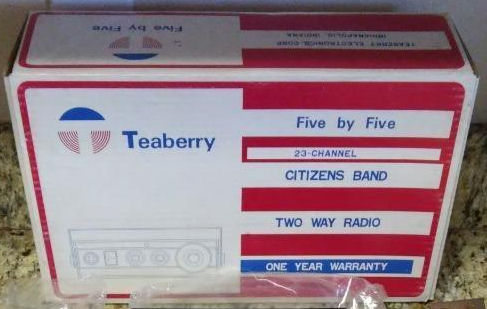 Five by Five
TEABERRY ELECTRONICS CORP
INDIANAPOLIS, INDIANA
Teaberry
Five by Five
23-CHANNEL
CITIZENS BAND
TWO WAY RADIO
ONE YEAR WARRANTY